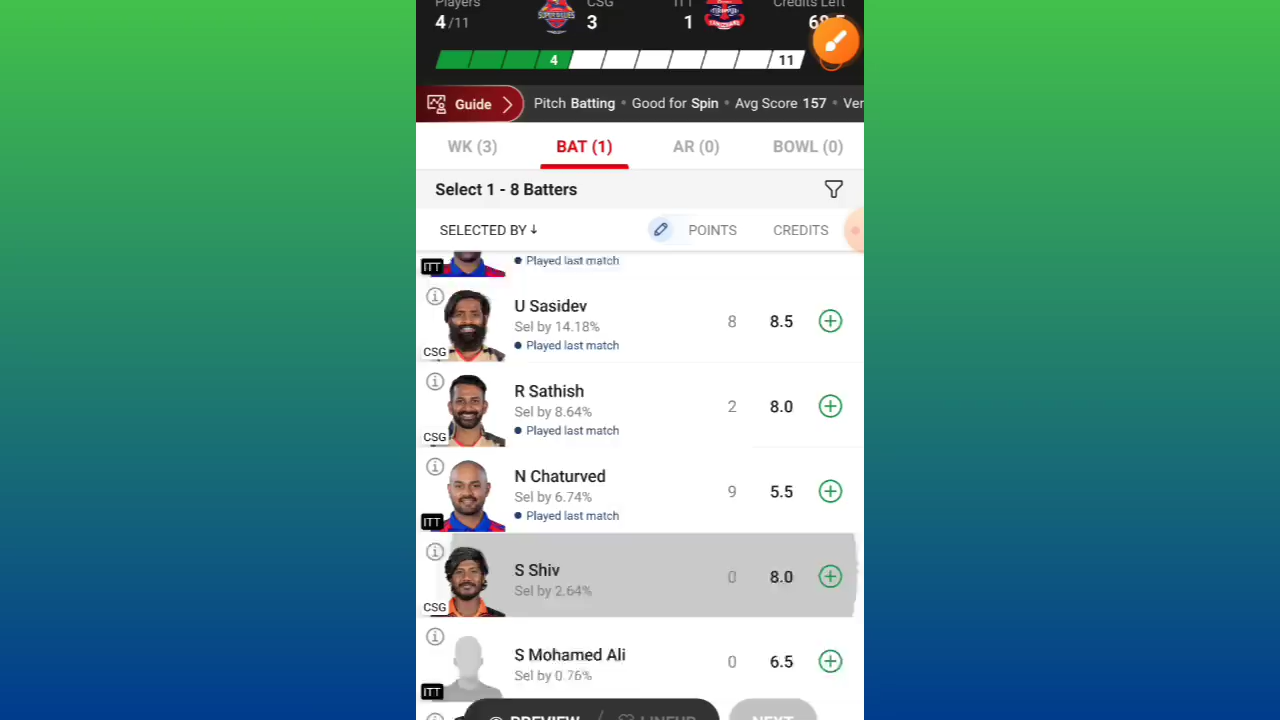 Players
CSG
ITT
Credits Left
4/11
3
1
4
11
Guide
Pitch Batting • Good for Spin • Avg Score 157 • Ver
WK (3)
BAT (1)
AR (0)
BOWL (0)
Select 1 - 8 Batters
SELECTED BY ↓
POINTS
CREDITS
ITT
• Played last match
U Sasidev
Sel by 14.18%
• Played last match
CSG
8
8.5
R Sathish
Sel by 8.64%
• Played last match
CSG
2
8.0
N Chaturved
Sel by 6.74%
• Played last match
ITT
9
5.5
S Shiv
Sel by 2.64%
CSG
0
8.0
S Mohamed Ali
Sel by 0.76%
ITT
0
6.5
PREVIEW / LINEUP
NEXT